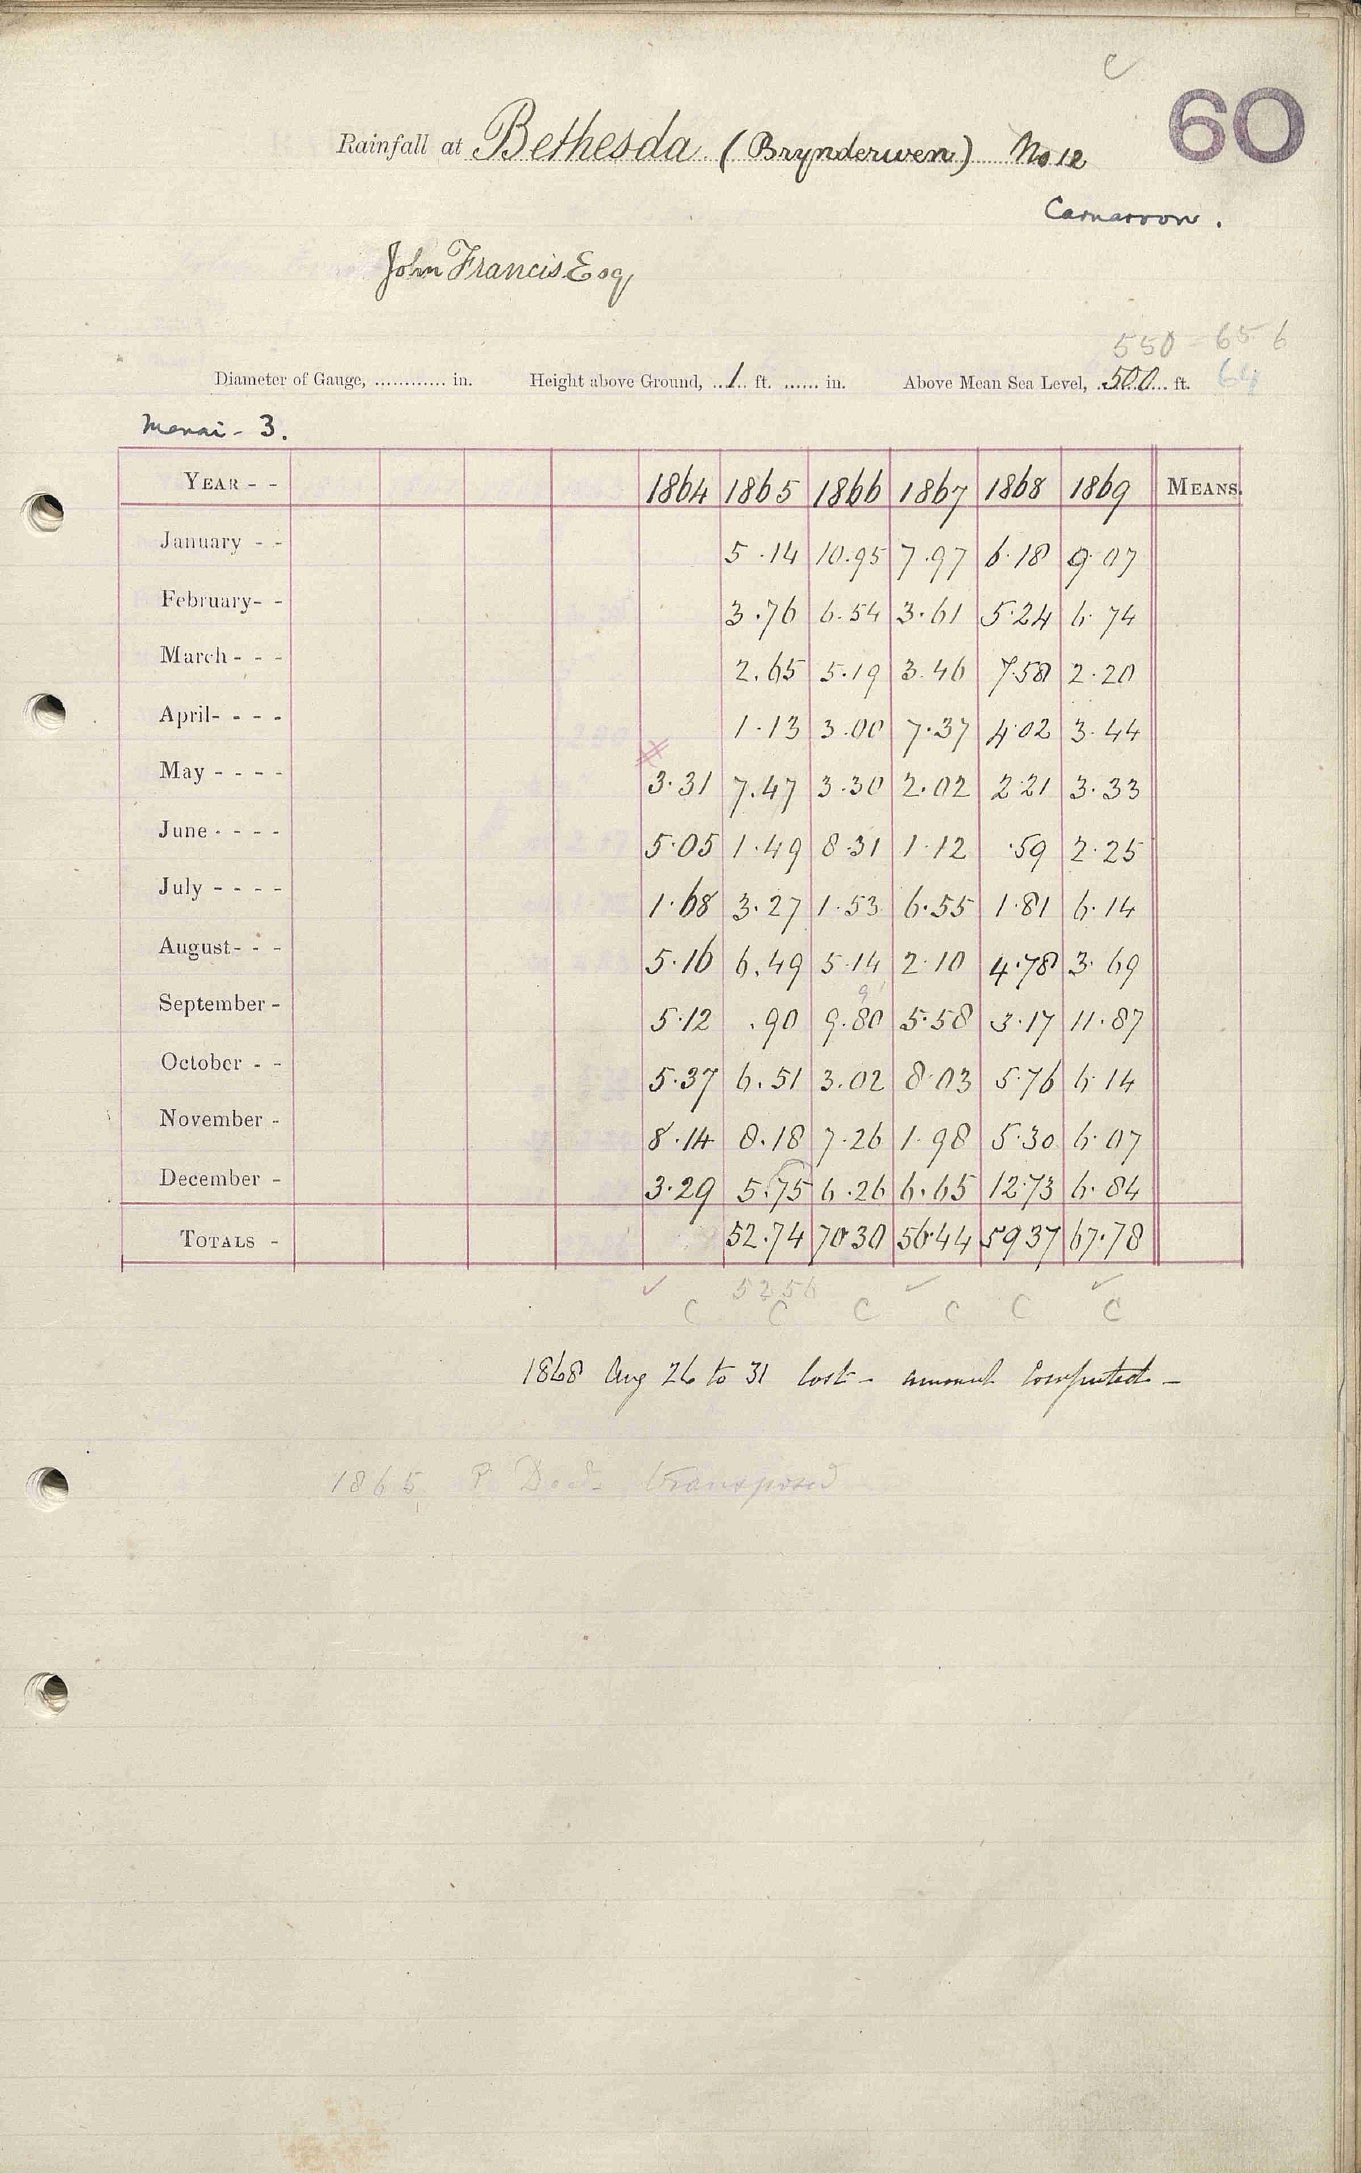 C
60
Rainfall at Bethesda (Brynderwen) No 12
Carnarvon.
John Francis Esq
550 656
Diameter of Gauge, ............ in. Height above Ground, ..1.. ft. ...... in. Above Mean Sea Level, ..500... ft. 64
Menai - 3.
YEAR - - 1864 1865 1866 1867 1868 1869 MEANS.
January - - 5.14 10.95 7.97 6.18 9.07
February- - 3.76 6.54 3.61 5.24 6.74
March - - - 2.65 5.19 3.46 7.58 2.20
April- - - - 1.13 3.00 7.37 4.02 3.44
May - - - - 3.31 7.47 3.30 2.02 2.21 3.33
June - - - - 5.05 1.49 8.31 1.12 .59 2.25
July - - - - 1.68 3.27 1.53 6.55 1.81 6.14
August- - - 5.16 6.49 5.14 2.10 4.78 3.69
9
September - 5.12 .90 9.80 5.58 3.17 11.87
October - - 5.37 6.51 3.02 8.03 5.76 6.14
November - 8.14 8.18 7.26 1.98 5.30 6.07
December - 3.29 5.75 6.26 6.65 12.73 6.84
TOTALS - 52.74 70.30 56.44 59.37 67.78
5256
C C C C C C
1868 Aug 26 to 31 lost - amount computed -
1865 P Dod transposed